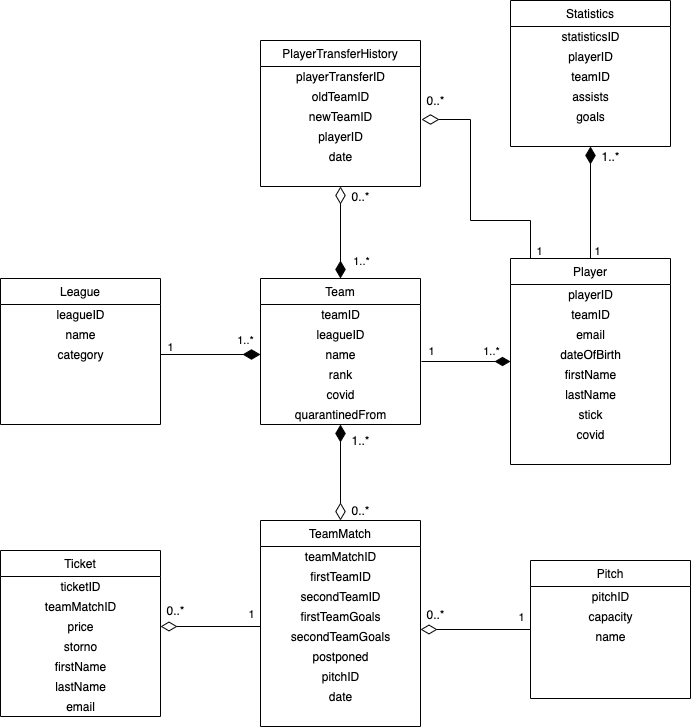 Statistics
statisticsID
playerID
teamID
assists
goals
PlayerTransferHistory
playerTransferID
oldTeamID
newTeamID
playerID
date
0..*
1..*
0..*
1
1
1..*
League
leagueID
name
category
1
1..*
Team
teamID
leagueID
name
rank
covid
quarantinedFrom
1
1..*
Player
playerID
teamID
email
dateOfBirth
firstName
lastName
stick
covid
1..*
0..*
Ticket
ticketID
teamMatchID
price
storno
firstName
lastName
email
0..*
1
TeamMatch
teamMatchID
firstTeamID
secondTeamID
firstTeamGoals
secondTeamGoals
postponed
pitchID
date
0..*
1
Pitch
pitchID
capacity
name